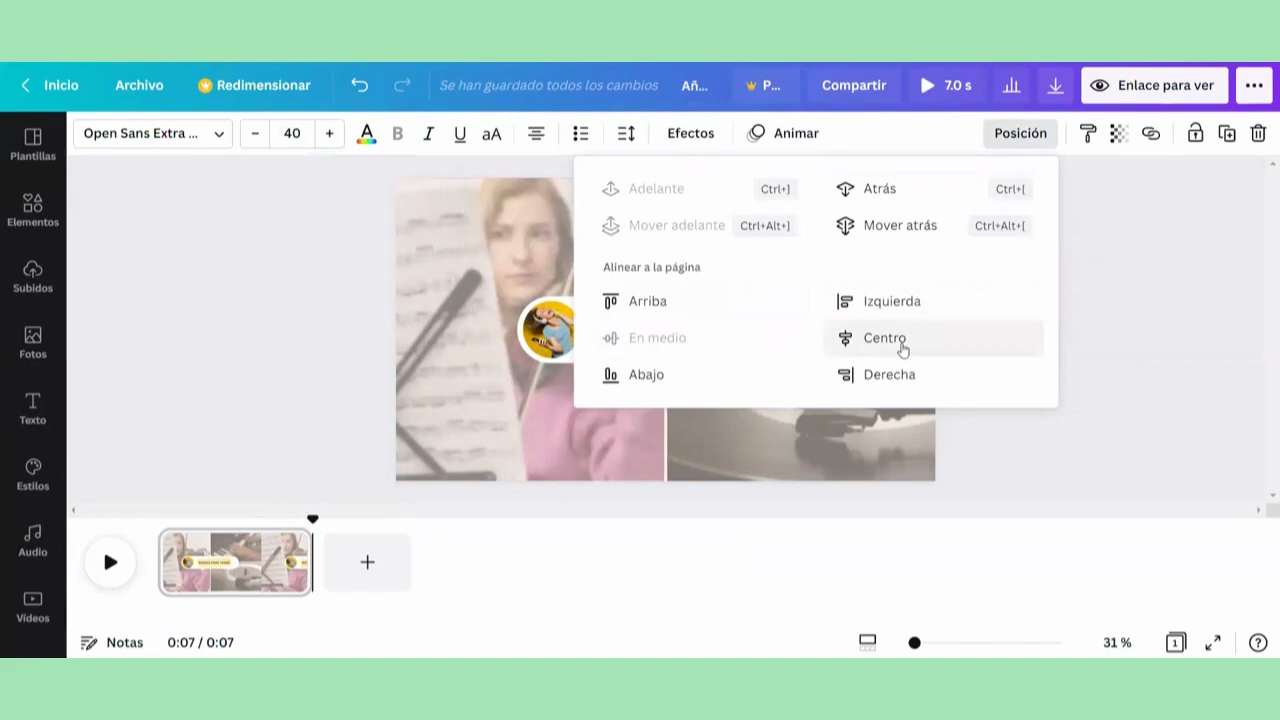 Inicio
Archivo
Redimensionar
Se han guardado todos los cambios
Añ...
P...
Compartir
7.0 s
Enlace para ver
Open Sans Extra ...
– 40 +
A B I U aA
Efectos
Animar
Posición
Plantillas
Elementos
Subidos
Fotos
Texto
Estilos
Audio
Vídeos
Adelante Ctrl+]
Atrás Ctrl+[
Mover adelante Ctrl+Alt+]
Mover atrás Ctrl+Alt+[
Alinear a la página
Arriba
Izquierda
En medio
Centro
Abajo
Derecha
Notas
0:07 / 0:07
31 %
1